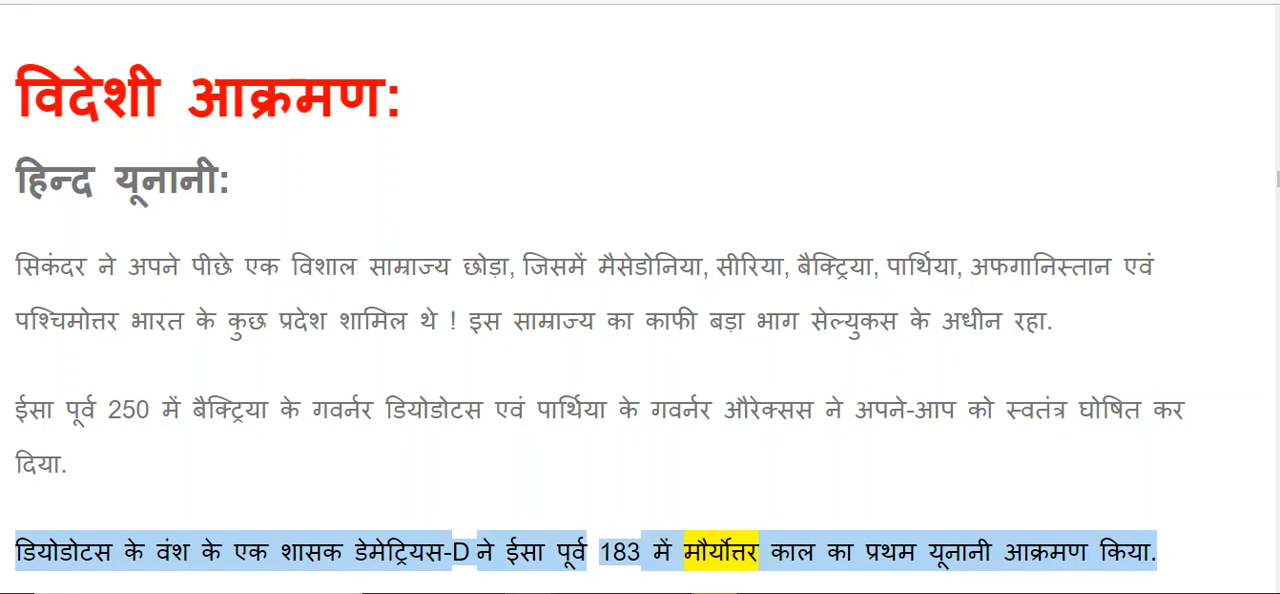 विदेशी आक्रमण:
हिन्द यूनानी:
सिकंदर ने अपने पीछे एक विशाल साम्राज्य छोड़ा, जिसमें मैसेडोनिया, सीरिया, बैक्ट्रिया, पार्थिया, अफगानिस्तान एवं
पश्चिमोत्तर भारत के कुछ प्रदेश शामिल थे ! इस साम्राज्य का काफी बड़ा भाग सेल्युकस के अधीन रहा.
ईसा पूर्व 250 में बैक्ट्रिया के गवर्नर डियोडोटस एवं पार्थिया के गवर्नर औरेक्सस ने अपने-आप को स्वतंत्र घोषित कर
दिया.
डियोडोटस के वंश के एक शासक डेमेट्रियस-D ने ईसा पूर्व 183 में मौर्योत्तर काल का प्रथम यूनानी आक्रमण किया.